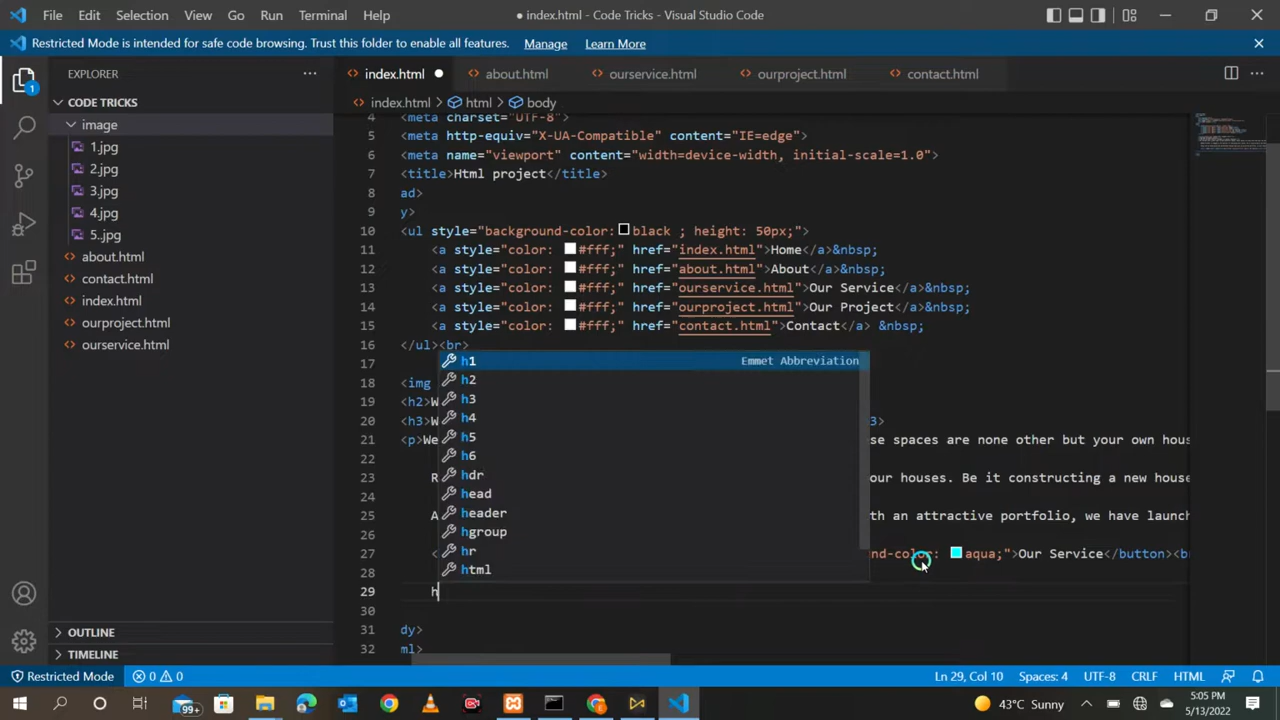 File Edit Selection View Go Run Terminal Help
● index.html - Code Tricks - Visual Studio Code
Restricted Mode is intended for safe code browsing. Trust this folder to enable all features. Manage Learn More
EXPLORER
CODE TRICKS
image
1.jpg
2.jpg
3.jpg
4.jpg
5..jpg
about.html
contact.html
index.html
ourproject.html
ourservice.html
OUTLINE
TIMELINE
1
index.html ● about.html ourservice.html ourproject.html contact.html
index.html > html > body
4 <meta charset="UTF-8">
5 <meta http-equiv="X-UA-Compatible" content="IE=edge">
6 <meta name="viewport" content="width=device-width, initial-scale=1.0">
7 <title>Html project</title>
8 ad>
9 y>
10 <ul style="background-color: black ; height: 50px;">
11 <a style="color: #fff;" href="index.html">Home</a>&nbsp;
12 <a style="color: #fff;" href="about.html">About</a>&nbsp;
13 <a style="color: #fff;" href="ourservice.html">Our Service</a>&nbsp;
14 <a style="color: #fff;" href="ourproject.html">Our Project</a>&nbsp;
15 <a style="color: #fff;" href="contact.html">Contact</a> &nbsp;
16 </ul><br>
17
18 <img
19 <h2>W
20 <h3>W 3>
21 <p>We se spaces are none other but your own hous
22
23 R our houses. Be it constructing a new house
24
25 A th an attractive portfolio, we have launch
26
27 < nd-color: aqua;">Our Service</button><br
28
29 h
30
31 dy>
32 ml>
h1 Emmet Abbreviation
h2
h3
h4
h5
h6
hdr
head
header
hgroup
hr
html
Restricted Mode 0 0 Ln 29, Col 10 Spaces: 4 UTF-8 CRLF HTML
99+ 43°C Sunny 5:05 PM
5/13/2022